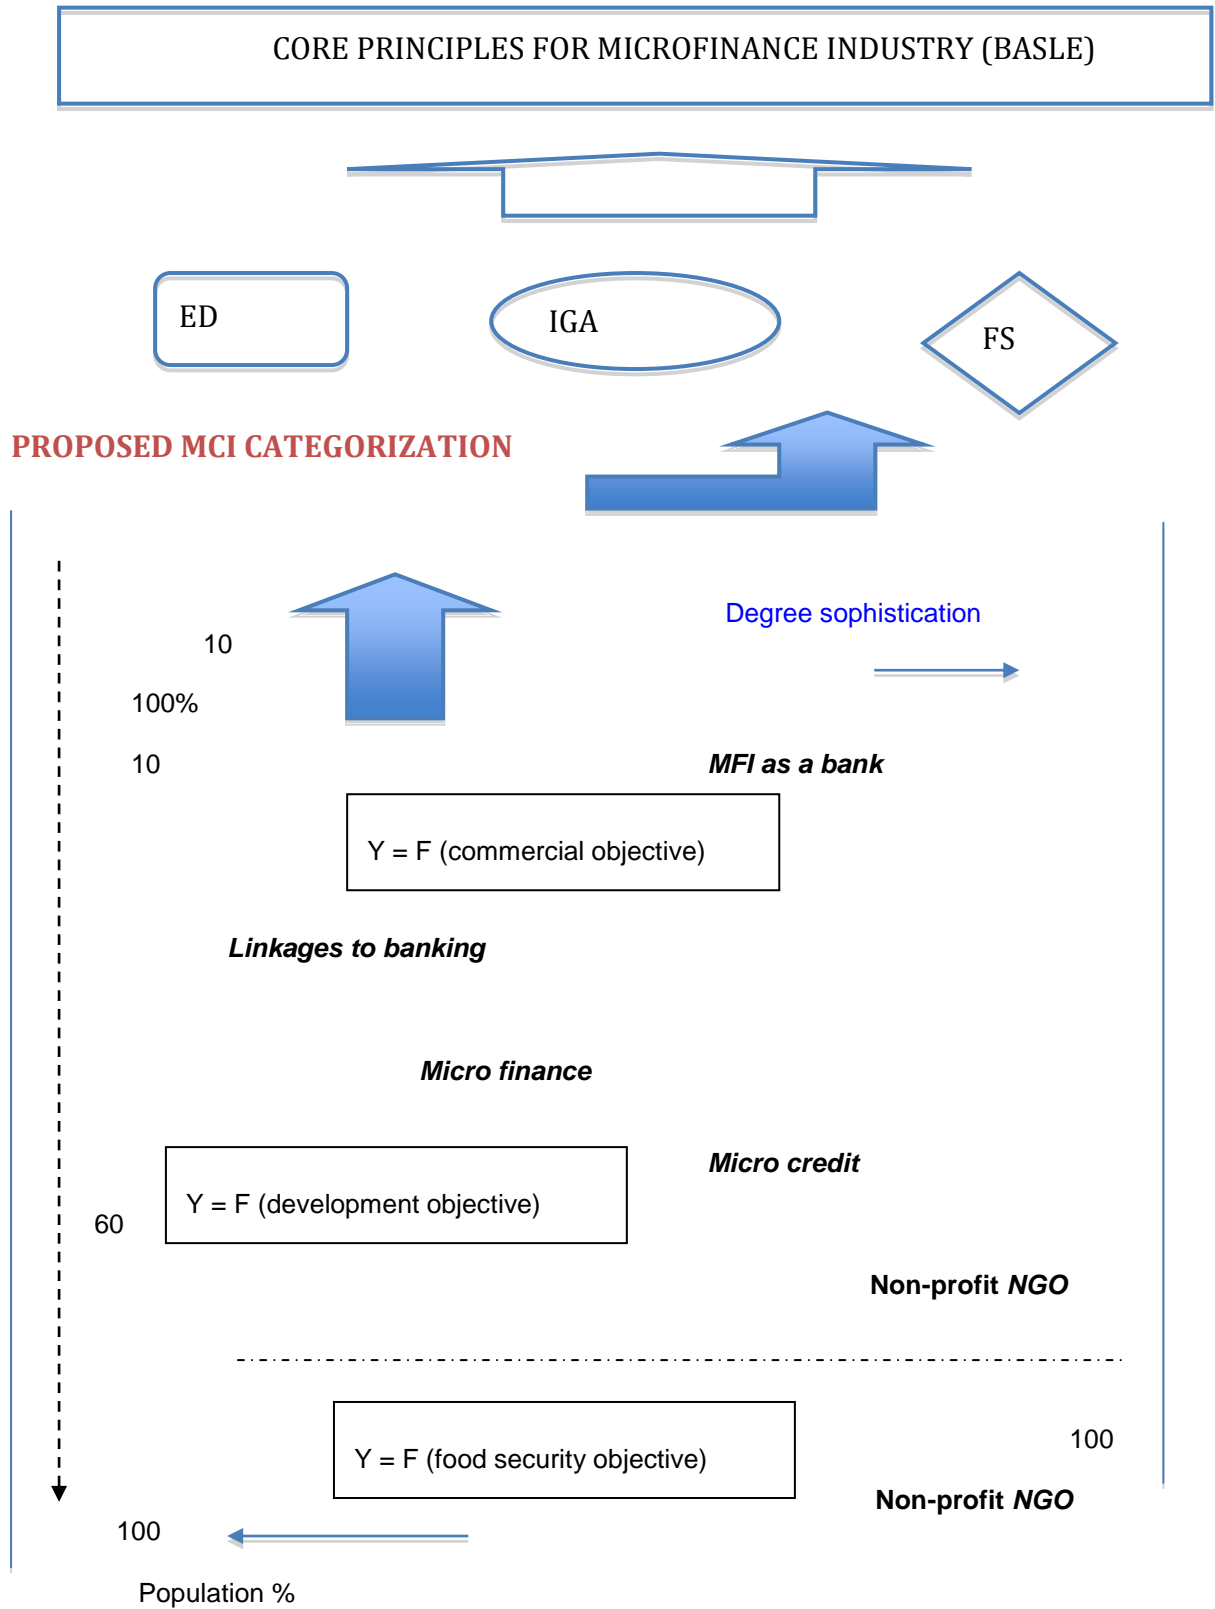 CORE PRINCIPLES FOR MICROFINANCE INDUSTRY (BASLE)
ED
IGA
FS
PROPOSED MCI CATEGORIZATION
Degree sophistication
10
100%
10
MFI as a bank
Y = F (commercial objective)
Linkages to banking
Micro finance
Micro credit
Y = F (development objective)
60
Non-profit NGO
Y = F (food security objective)
100
Non-profit NGO
100
Population %